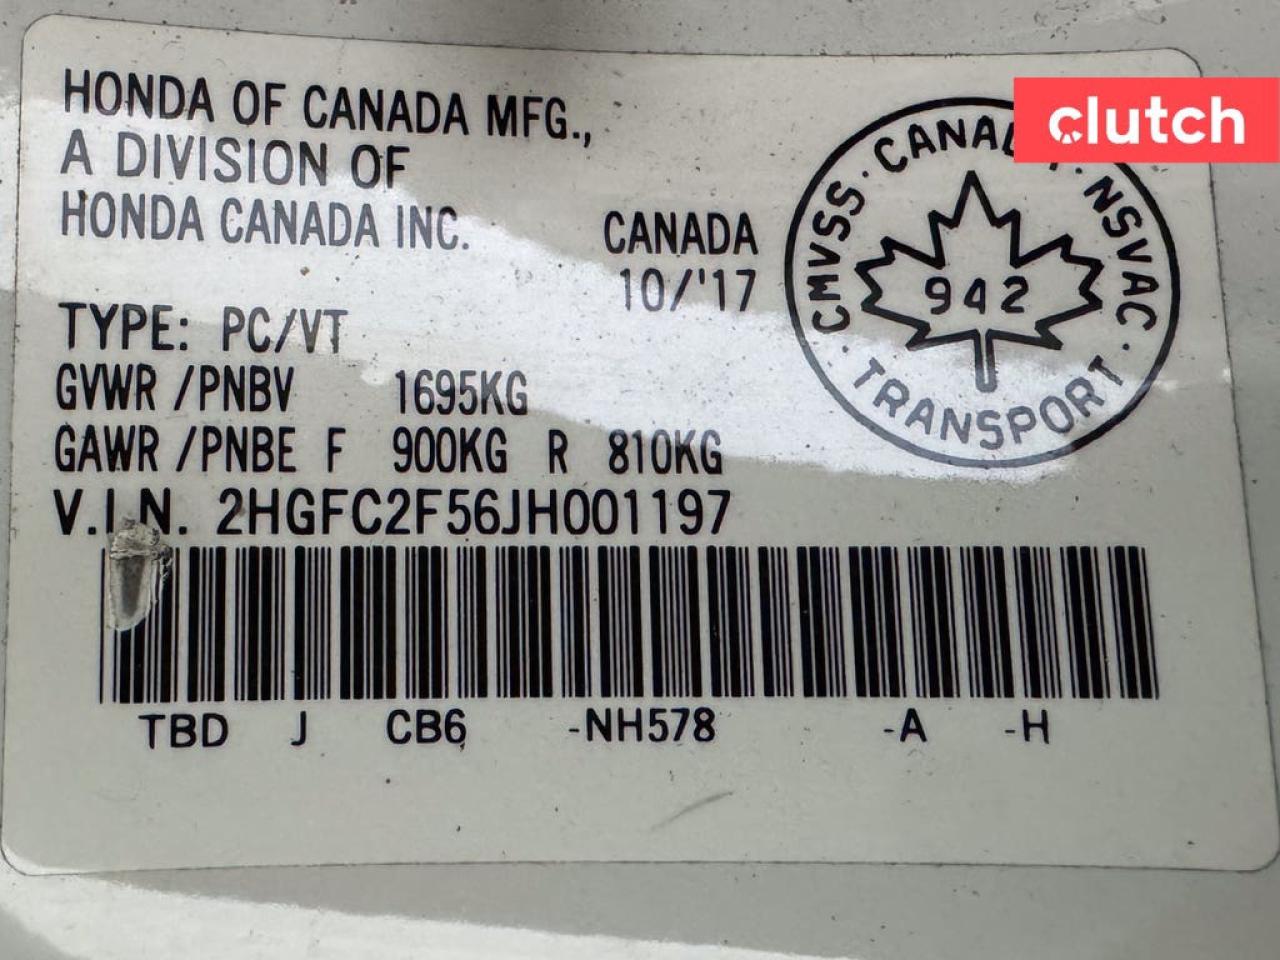 HONDA OF CANADA MFG.,
A DIVISION OF
HONDA CANADA INC.
CANADA
10/'17
TYPE: PC/VT
GVWR /PNBV 1695KG
GAWR /PNBE F 900KG R 810KG
V.I.N. 2HGFC2F56JH001197
TBD J CB6 -NH578 -A -H
CMVSS · CANAD · NSVAC · TRANSPORT ·
942
clutch